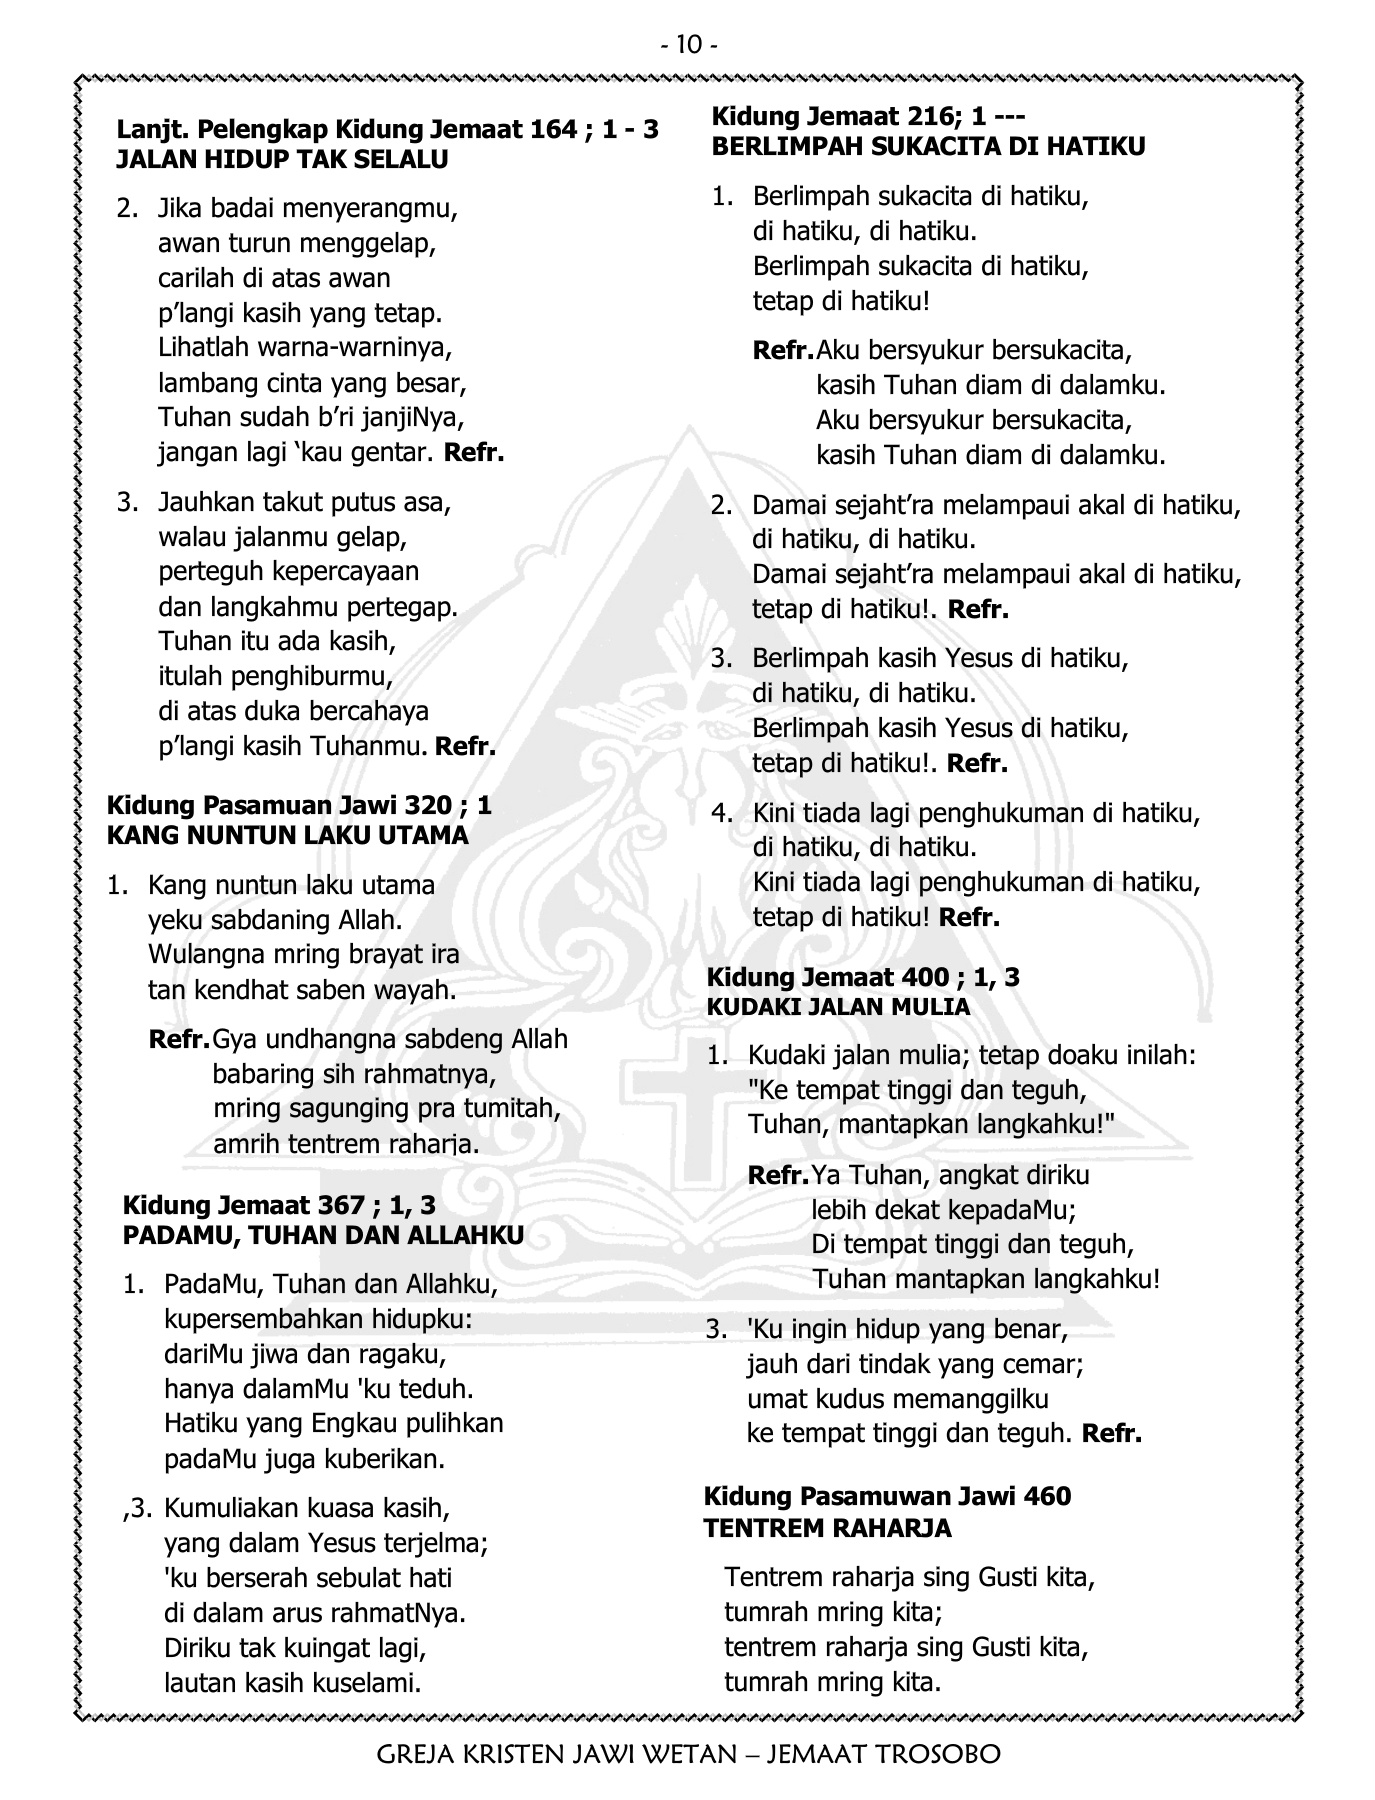 - 10 -
Lanjt. Pelengkap Kidung Jemaat 164 ; 1 - 3
JALAN HIDUP TAK SELALU
2. Jika badai menyerangmu,
awan turun menggelap,
carilah di atas awan
p’langi kasih yang tetap.
Lihatlah warna-warninya,
lambang cinta yang besar,
Tuhan sudah b’ri janjiNya,
jangan lagi ‘kau gentar. Refr.
3. Jauhkan takut putus asa,
walau jalanmu gelap,
perteguh kepercayaan
dan langkahmu pertegap.
Tuhan itu ada kasih,
itulah penghiburmu,
di atas duka bercahaya
p’langi kasih Tuhanmu. Refr.
Kidung Pasamuan Jawi 320 ; 1
KANG NUNTUN LAKU UTAMA
1. Kang nuntun laku utama
yeku sabdaning Allah.
Wulangna mring brayat ira
tan kendhat saben wayah.
Refr. Gya undhangna sabdeng Allah
babaring sih rahmatnya,
mring sagunging pra tumitah,
amrih tentrem raharja.
Kidung Jemaat 367 ; 1, 3
PADAMU, TUHAN DAN ALLAHKU
1. PadaMu, Tuhan dan Allahku,
kupersembahkan hidupku:
dariMu jiwa dan ragaku,
hanya dalamMu 'ku teduh.
Hatiku yang Engkau pulihkan
padaMu juga kuberikan.
,3. Kumuliakan kuasa kasih,
yang dalam Yesus terjelma;
'ku berserah sebulat hati
di dalam arus rahmatNya.
Diriku tak kuingat lagi,
lautan kasih kuselami.
Kidung Jemaat 216; 1 ---
BERLIMPAH SUKACITA DI HATIKU
1. Berlimpah sukacita di hatiku,
di hatiku, di hatiku.
Berlimpah sukacita di hatiku,
tetap di hatiku!
Refr. Aku bersyukur bersukacita,
kasih Tuhan diam di dalamku.
Aku bersyukur bersukacita,
kasih Tuhan diam di dalamku.
2. Damai sejaht’ra melampaui akal di hatiku,
di hatiku, di hatiku.
Damai sejaht’ra melampaui akal di hatiku,
tetap di hatiku!. Refr.
3. Berlimpah kasih Yesus di hatiku,
di hatiku, di hatiku.
Berlimpah kasih Yesus di hatiku,
tetap di hatiku!. Refr.
4. Kini tiada lagi penghukuman di hatiku,
di hatiku, di hatiku.
Kini tiada lagi penghukuman di hatiku,
tetap di hatiku! Refr.
Kidung Jemaat 400 ; 1, 3
KUDAKI JALAN MULIA
1. Kudaki jalan mulia; tetap doaku inilah:
"Ke tempat tinggi dan teguh,
Tuhan, mantapkan langkahku!"
Refr. Ya Tuhan, angkat diriku
lebih dekat kepadaMu;
Di tempat tinggi dan teguh,
Tuhan mantapkan langkahku!
3. 'Ku ingin hidup yang benar,
jauh dari tindak yang cemar;
umat kudus memanggilku
ke tempat tinggi dan teguh. Refr.
Kidung Pasamuwan Jawi 460
TENTREM RAHARJA
Tentrem raharja sing Gusti kita,
tumrah mring kita;
tentrem raharja sing Gusti kita,
tumrah mring kita.
GREJA KRISTEN JAWI WETAN – JEMAAT TROSOBO